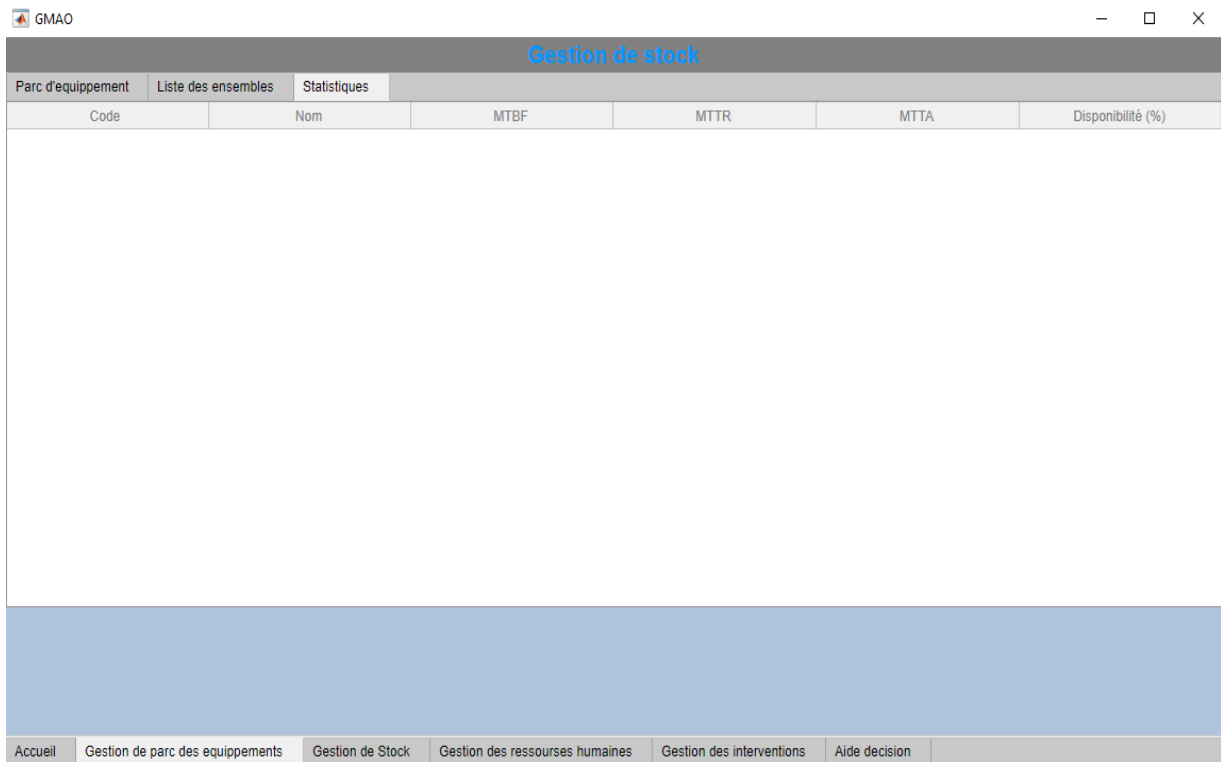 GMAO
Gestion de stock
Parc d'equippement Liste des ensembles Statistiques
Code Nom MTBF MTTR MTTA Disponibilité (%)
Accueil Gestion de parc des equippements Gestion de Stock Gestion des ressourses humaines Gestion des interventions Aide decision